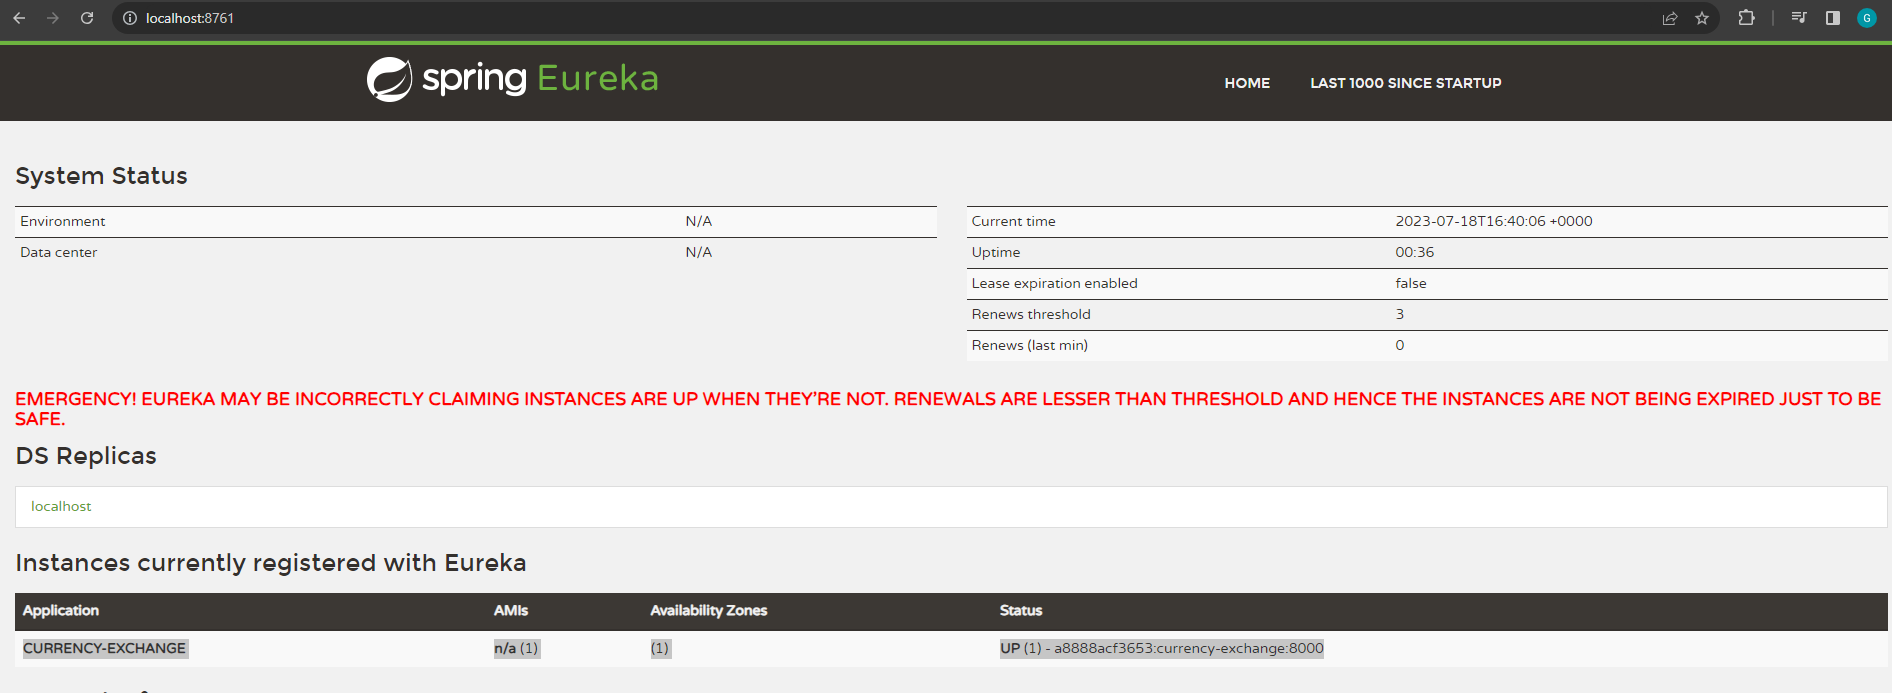 localhost:8761
G
spring Eureka
HOME LAST 1000 SINCE STARTUP
System Status
Environment N/A
Data center N/A
Current time 2023-07-18T16:40:06 +0000
Uptime 00:36
Lease expiration enabled false
Renews threshold 3
Renews (last min) 0
EMERGENCY! EUREKA MAY BE INCORRECTLY CLAIMING INSTANCES ARE UP WHEN THEY'RE NOT. RENEWALS ARE LESSER THAN THRESHOLD AND HENCE THE INSTANCES ARE NOT BEING EXPIRED JUST TO BE
SAFE.
DS Replicas
localhost
Instances currently registered with Eureka
Application AMIs Availability Zones Status
CURRENCY-EXCHANGE n/a (1) (1) UP (1) - a8888acf3653:currency-exchange:8000